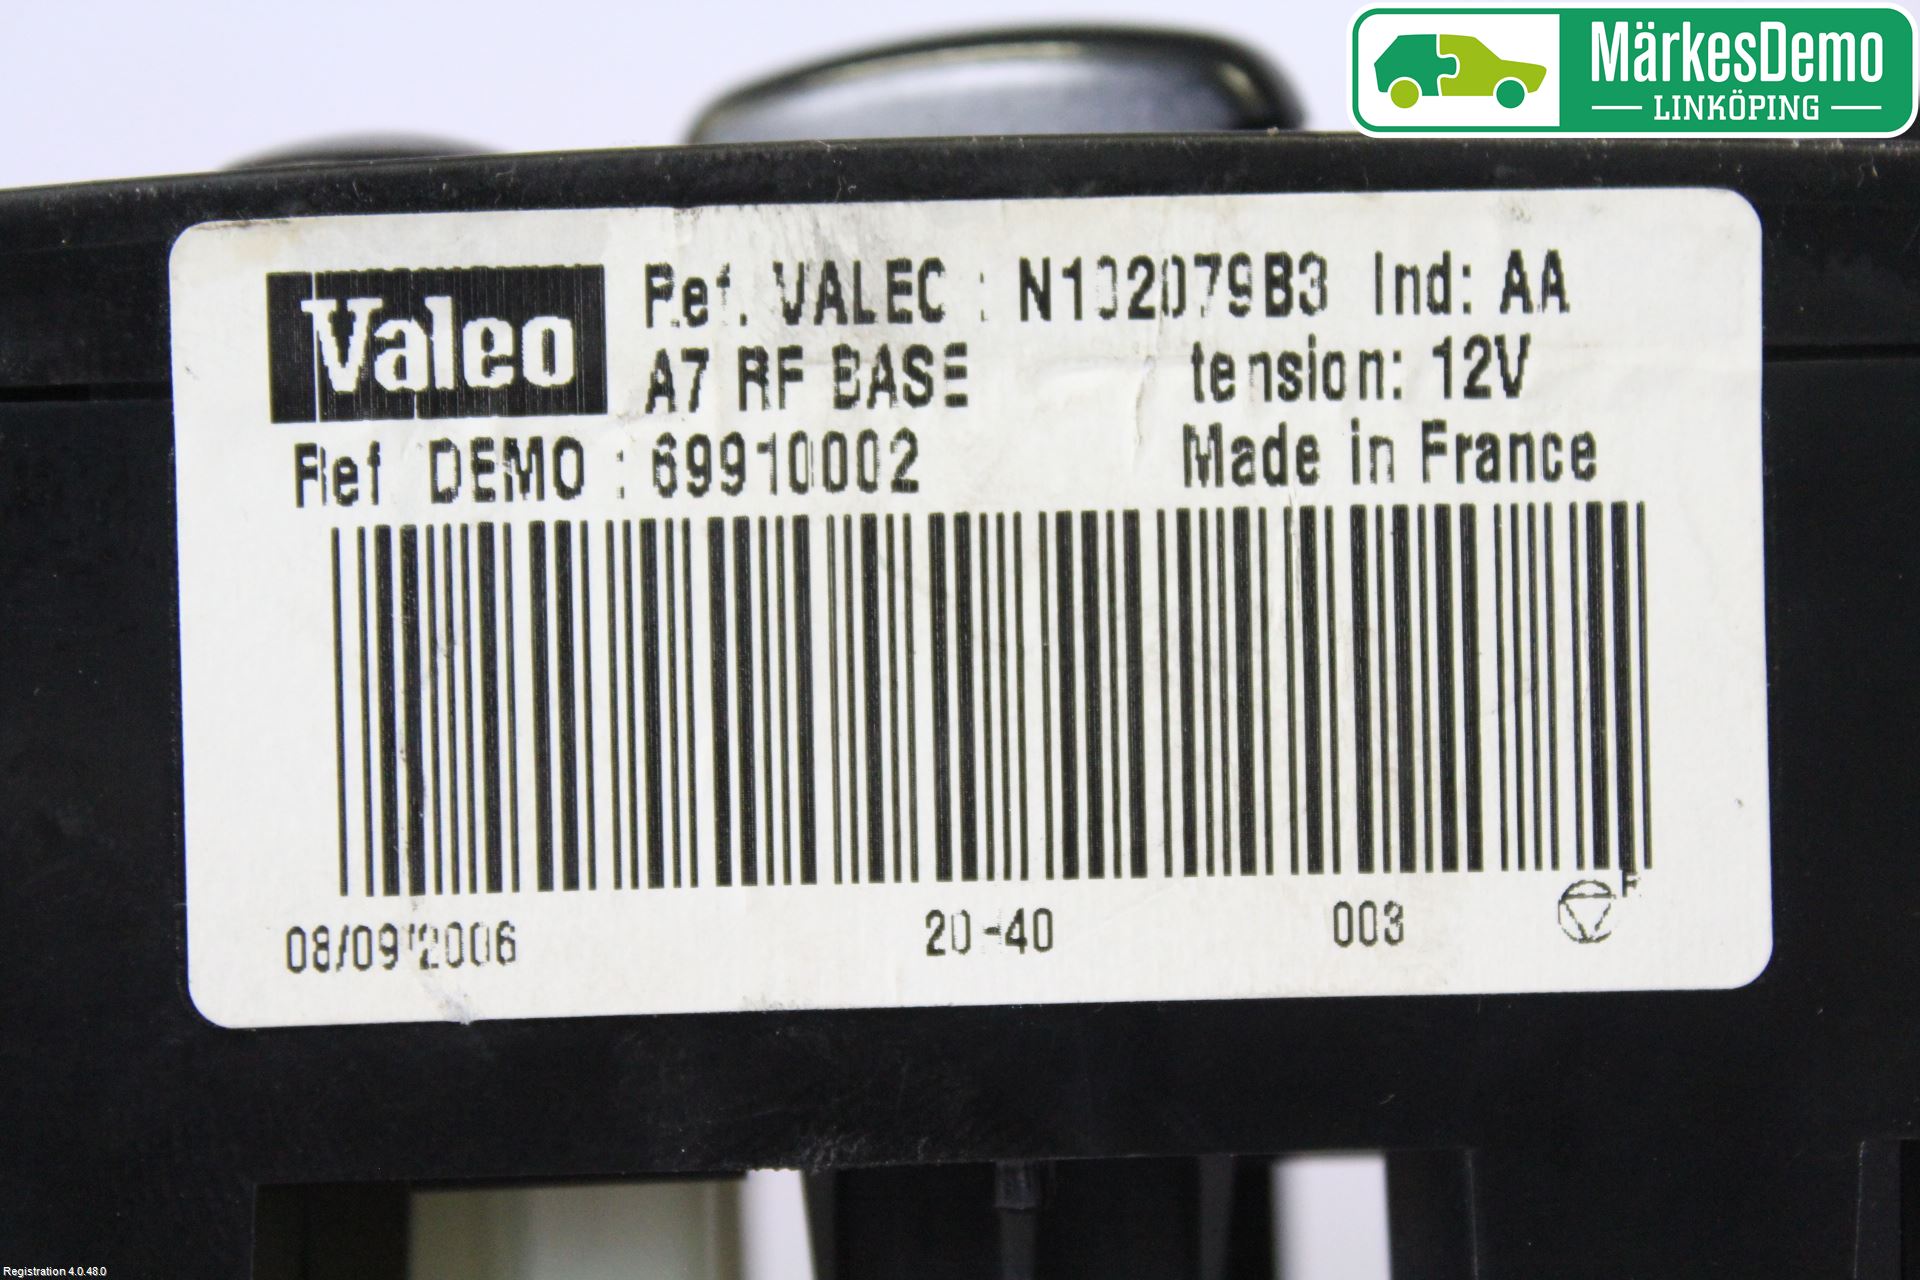 MärkesDemo
LINKÖPING
Valeo
Ref. VALEO : N102079B3 Ind: AA
A7 RF BASE tension: 12V
Ref DEMO : 69910002 Made in France
08/09/2006 20-40 003
R
Registration 4.0.48.0